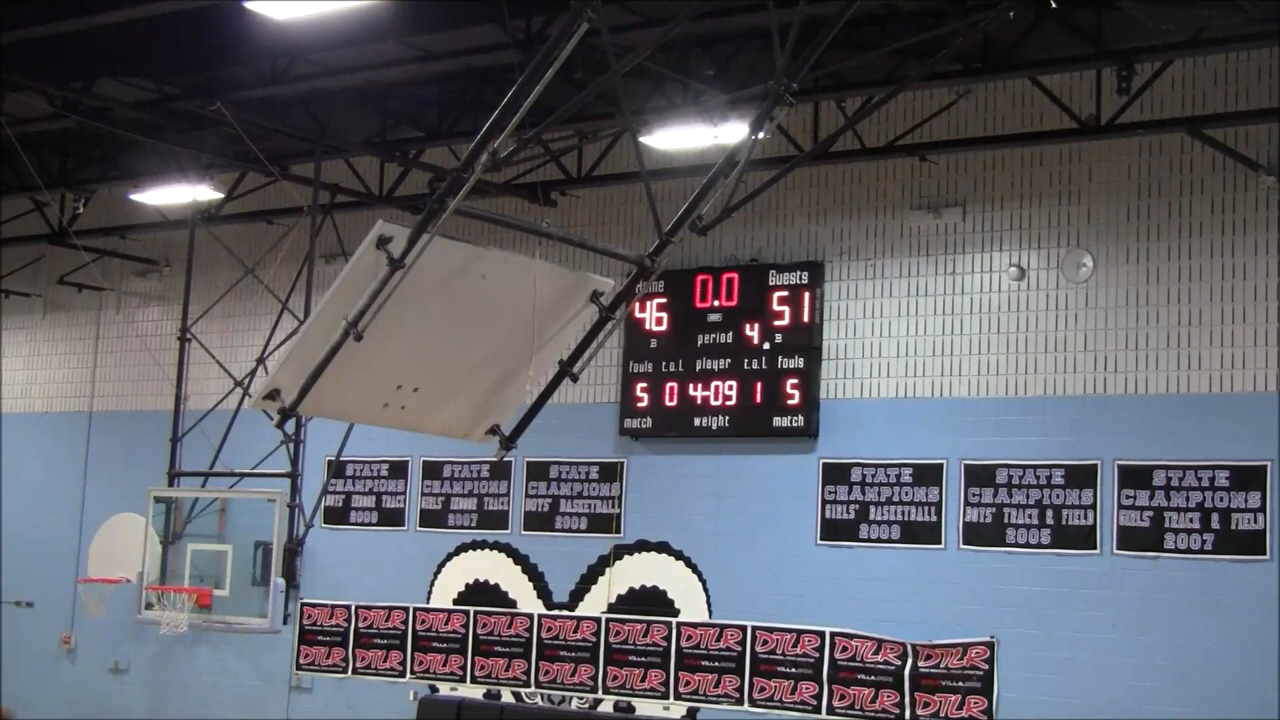 Home 0.0 Guests
46 51
B period 4 B
fouls t.o.l. player t.o.l. fouls
5 0 4-09 1 5
match weight match
STATE
CHAMPIONS
BOYS' INDOOR TRACK
STATE
CHAMPIONS
GIRLS' INDOOR TRACK
2007
STATE
CHAMPIONS
BOYS' BASKETBALL
2009
STATE
CHAMPIONS
GIRLS' BASKETBALL
2009
STATE
CHAMPIONS
BOYS' TRACK & FIELD
2005
STATE
CHAMPIONS
GIRLS' TRACK & FIELD
2007
DTLR DTLR DTLR DTLR DTLR DTLR DTLR DTLR DTLR DTLR
DTLR DTLR DTLR DTLR DTLR DTLR DTLR DTLR DTLR DTLR